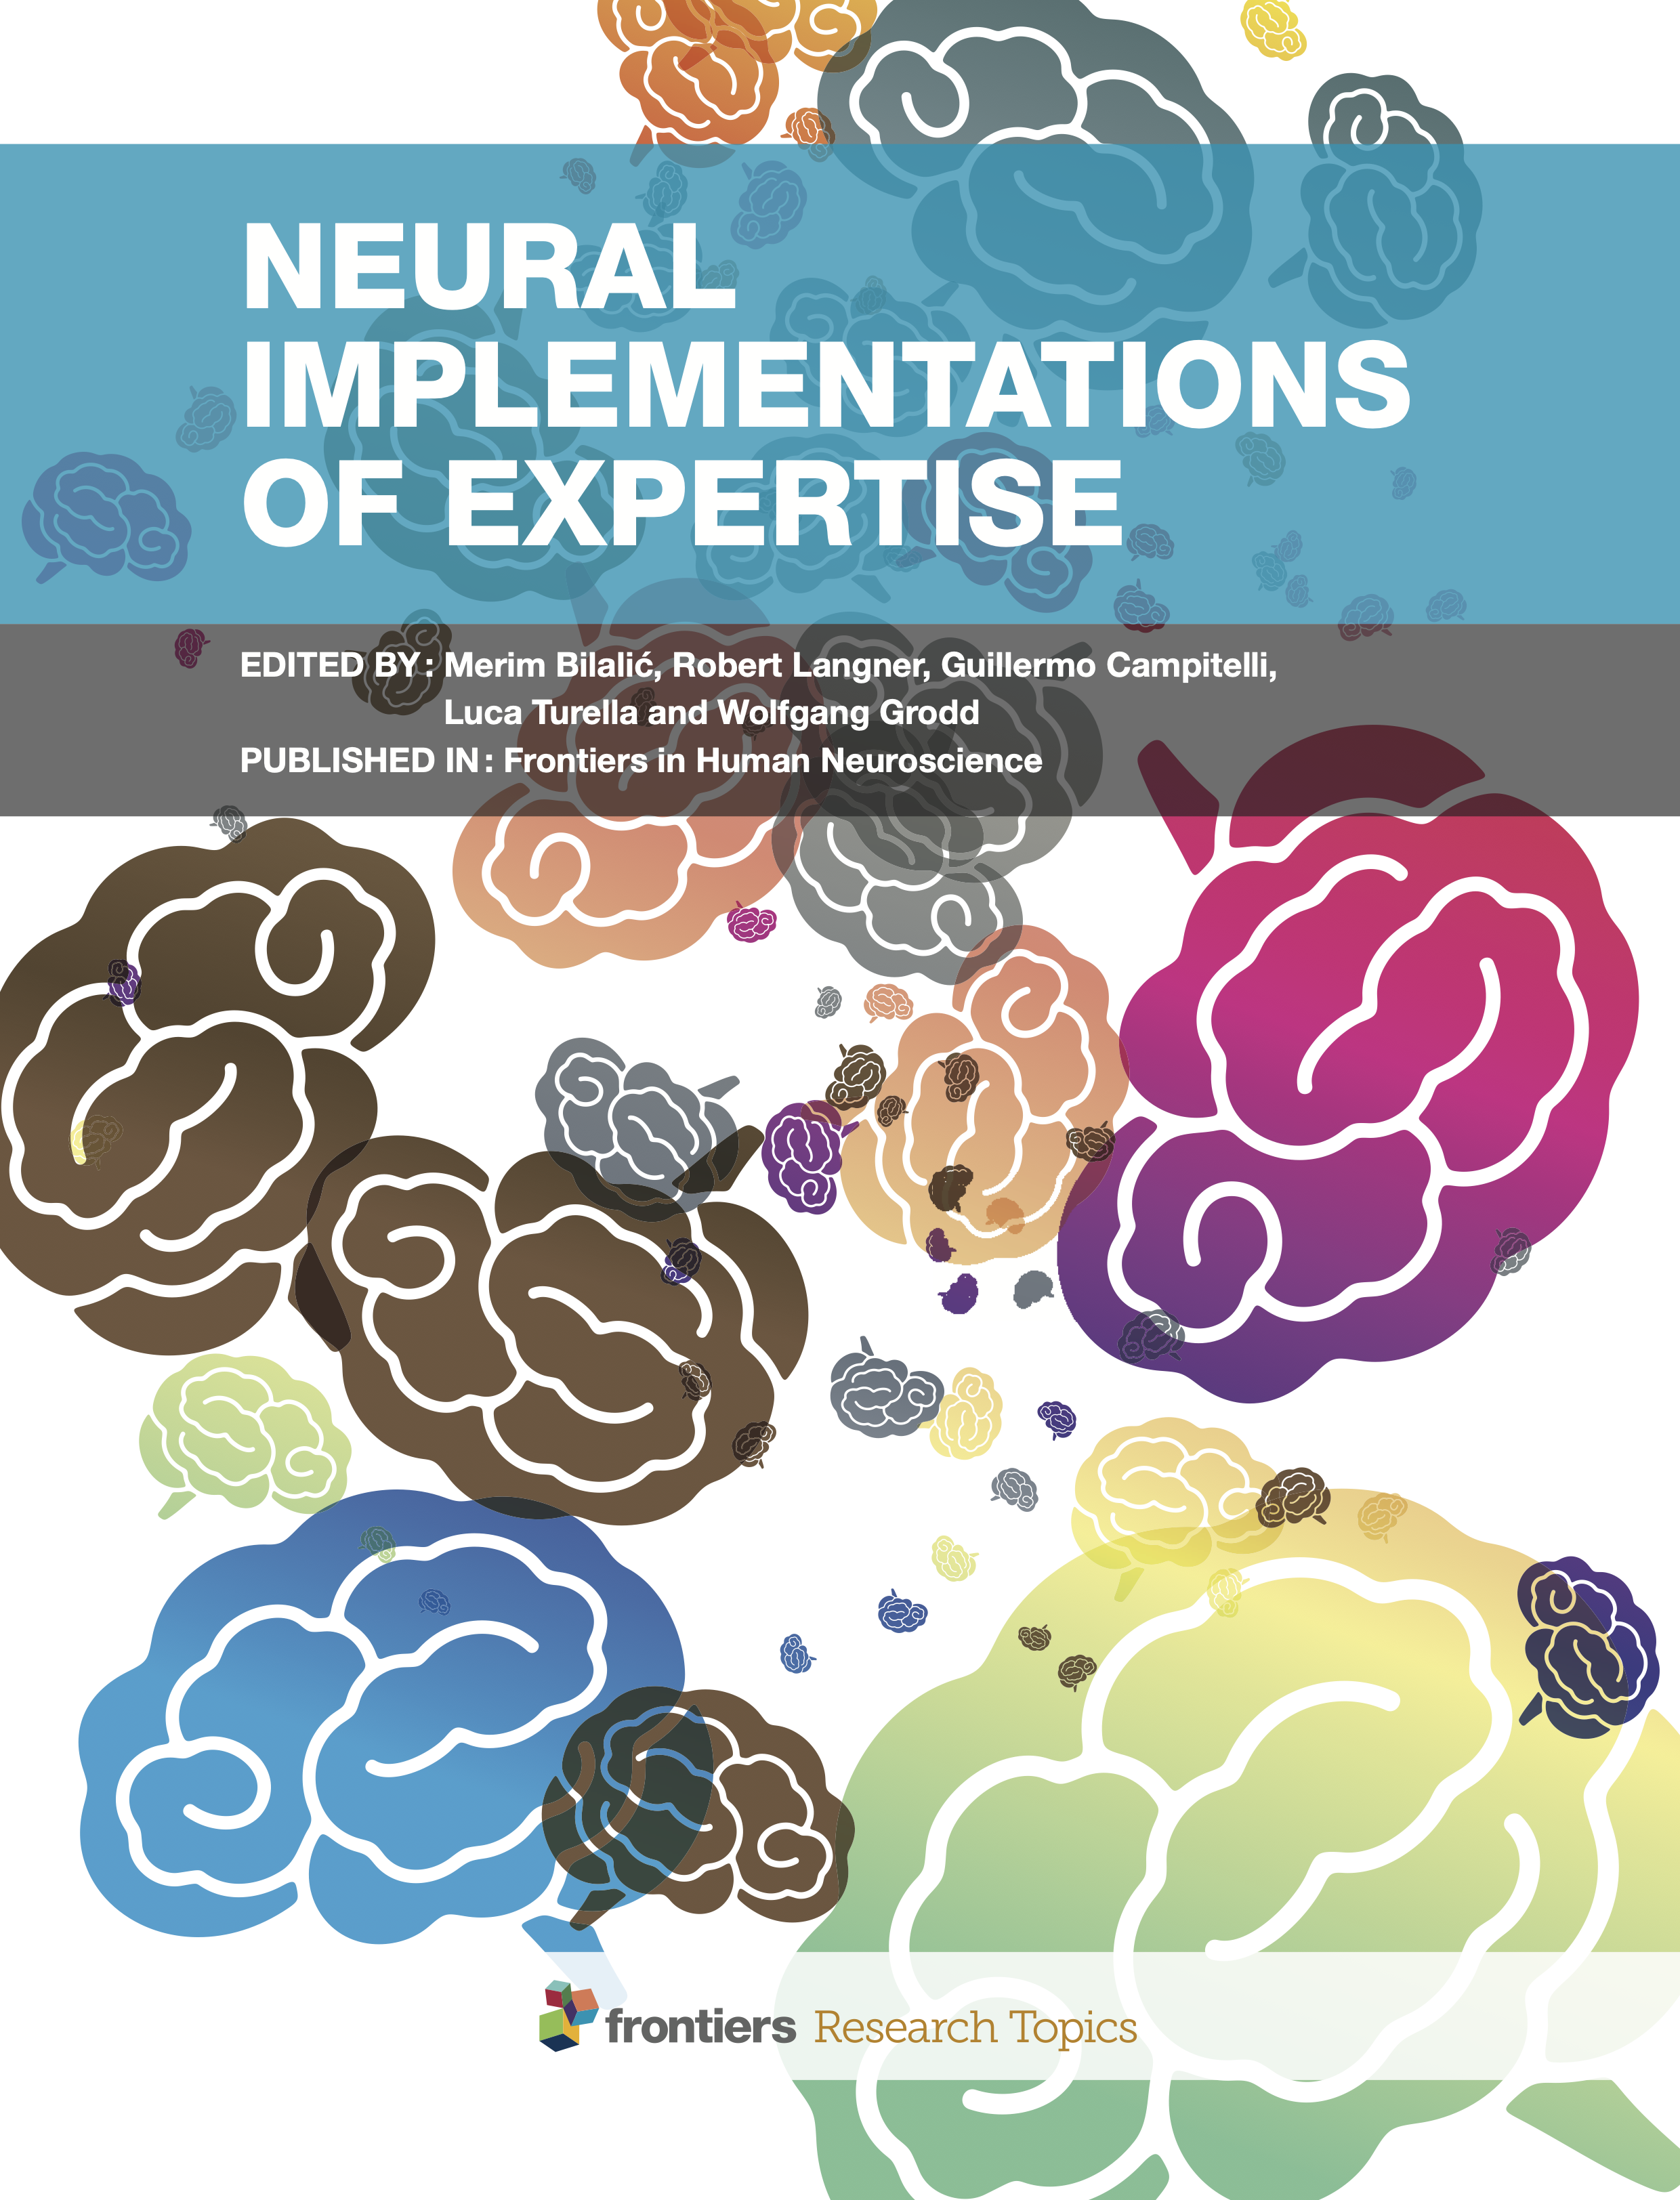 NEURAL
IMPLEMENTATIONS
OF EXPERTISE
EDITED BY: Merim Bilalić, Robert Langner, Guillermo Campitelli,
Luca Turella and Wolfgang Grodd
PUBLISHED IN: Frontiers in Human Neuroscience
frontiers Research Topics